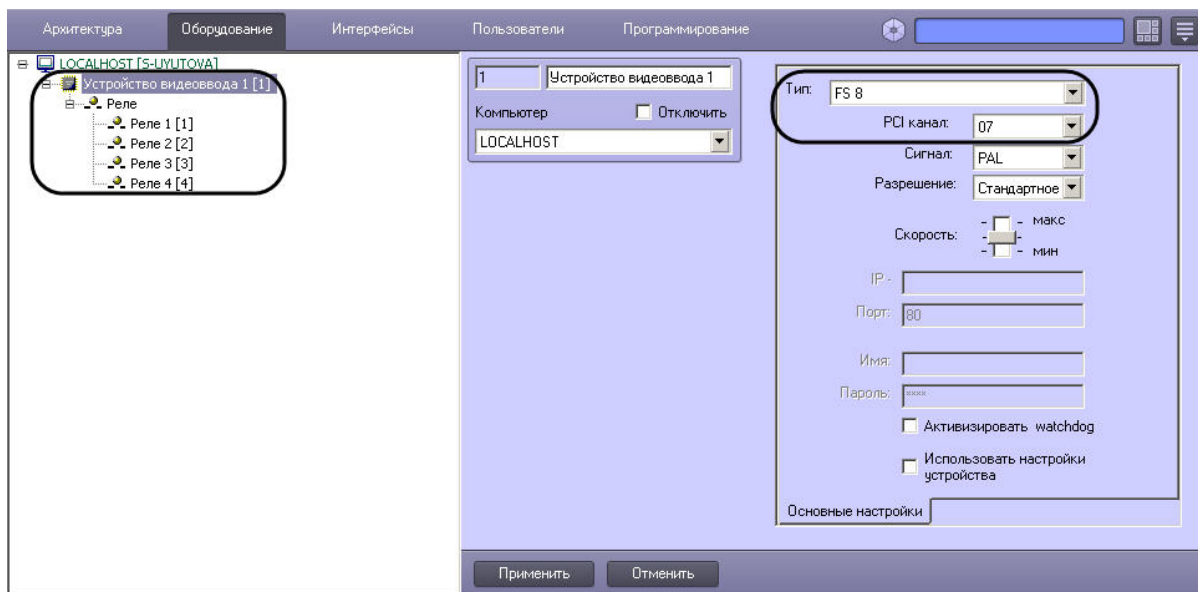 Архитектура Оборудование Интерфейсы Пользователи Программирование
LOCALHOST [S-UYUTOVA]
Устройство видеоввода 1 [1]
Реле
Реле 1 [1]
Реле 2 [2]
Реле 3 [3]
Реле 4 [4]
1 Устройство видеоввода 1
Компьютер Отключить
LOCALHOST
Тип: FS 8
PCI канал: 07
Сигнал: PAL
Разрешение: Стандартное
Скорость: макс
мин
IP -
Порт: 80
Имя:
Пароль: ****
Активизировать watchdog
Использовать настройки
устройства
Основные настройки
Применить Отменить